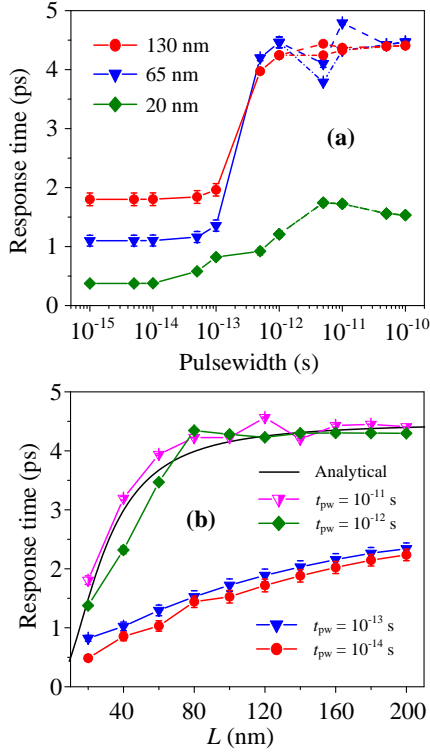 5
4
3
2
1
0
Response time (ps)
130 nm
65 nm
20 nm
(a)
10⁻¹⁵ 10⁻¹⁴ 10⁻¹³ 10⁻¹² 10⁻¹¹ 10⁻¹⁰
Pulsewidth (s)
5
4
3
2
1
0
Response time (ps)
Analytical
t_pw = 10⁻¹¹ s
t_pw = 10⁻¹² s
(b)
t_pw = 10⁻¹³ s
t_pw = 10⁻¹⁴ s
40 80 120 160 200
L (nm)